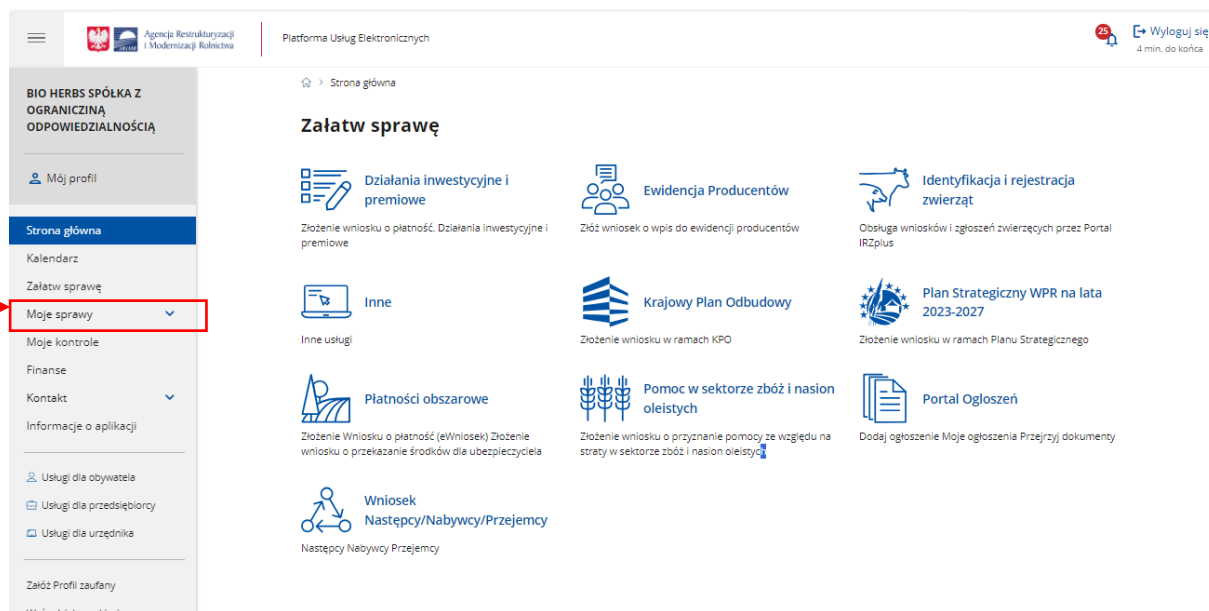 Agencja Restrukturyzacji
i Modernizacji Rolnictwa
Platforma Usług Elektronicznych
25
Wyloguj się
4 min. do końca
BIO HERBS SPÓŁKA Z
OGRANICZINĄ
ODPOWIEDZIALNOŚCIĄ
Mój profil
Strona główna
Kalendarz
Załatw sprawę
Moje sprawy
Moje kontrole
Finanse
Kontakt
Informacje o aplikacji
Usługi dla obywatela
Usługi dla przedsiębiorcy
Usługi dla urzędnika
Załóż Profil zaufany
> Strona główna
Załatw sprawę
Działania inwestycyjne i
premiowe
Złożenie wniosku o płatność. Działania inwestycyjne i
premiowe
Ewidencja Producentów
Złóż wniosek o wpis do ewidencji producentów
Identyfikacja i rejestracja
zwierząt
Obsługa wniosków i zgłoszeń zwierzęcych przez Portal
IRZplus
Inne
Inne usługi
Krajowy Plan Odbudowy
Złożenie wniosku w ramach KPO
Plan Strategiczny WPR na lata
2023-2027
Złożenie wniosku w ramach Planu Strategicznego
Płatności obszarowe
Złożenie Wniosku o płatność (eWniosek) Złożenie
wniosku o przekazanie środków dla ubezpieczyciela
Pomoc w sektorze zbóż i nasion
oleistych
Złożenie wniosku o przyznanie pomocy ze względu na
straty w sektorze zbóż i nasion oleistych
Portal Ogloszeń
Dodaj ogłoszenie Moje ogłoszenia Przejrzyj dokumenty
Wniosek
Następcy/Nabywcy/Przejemcy
Następcy Nabywcy Przejemcy